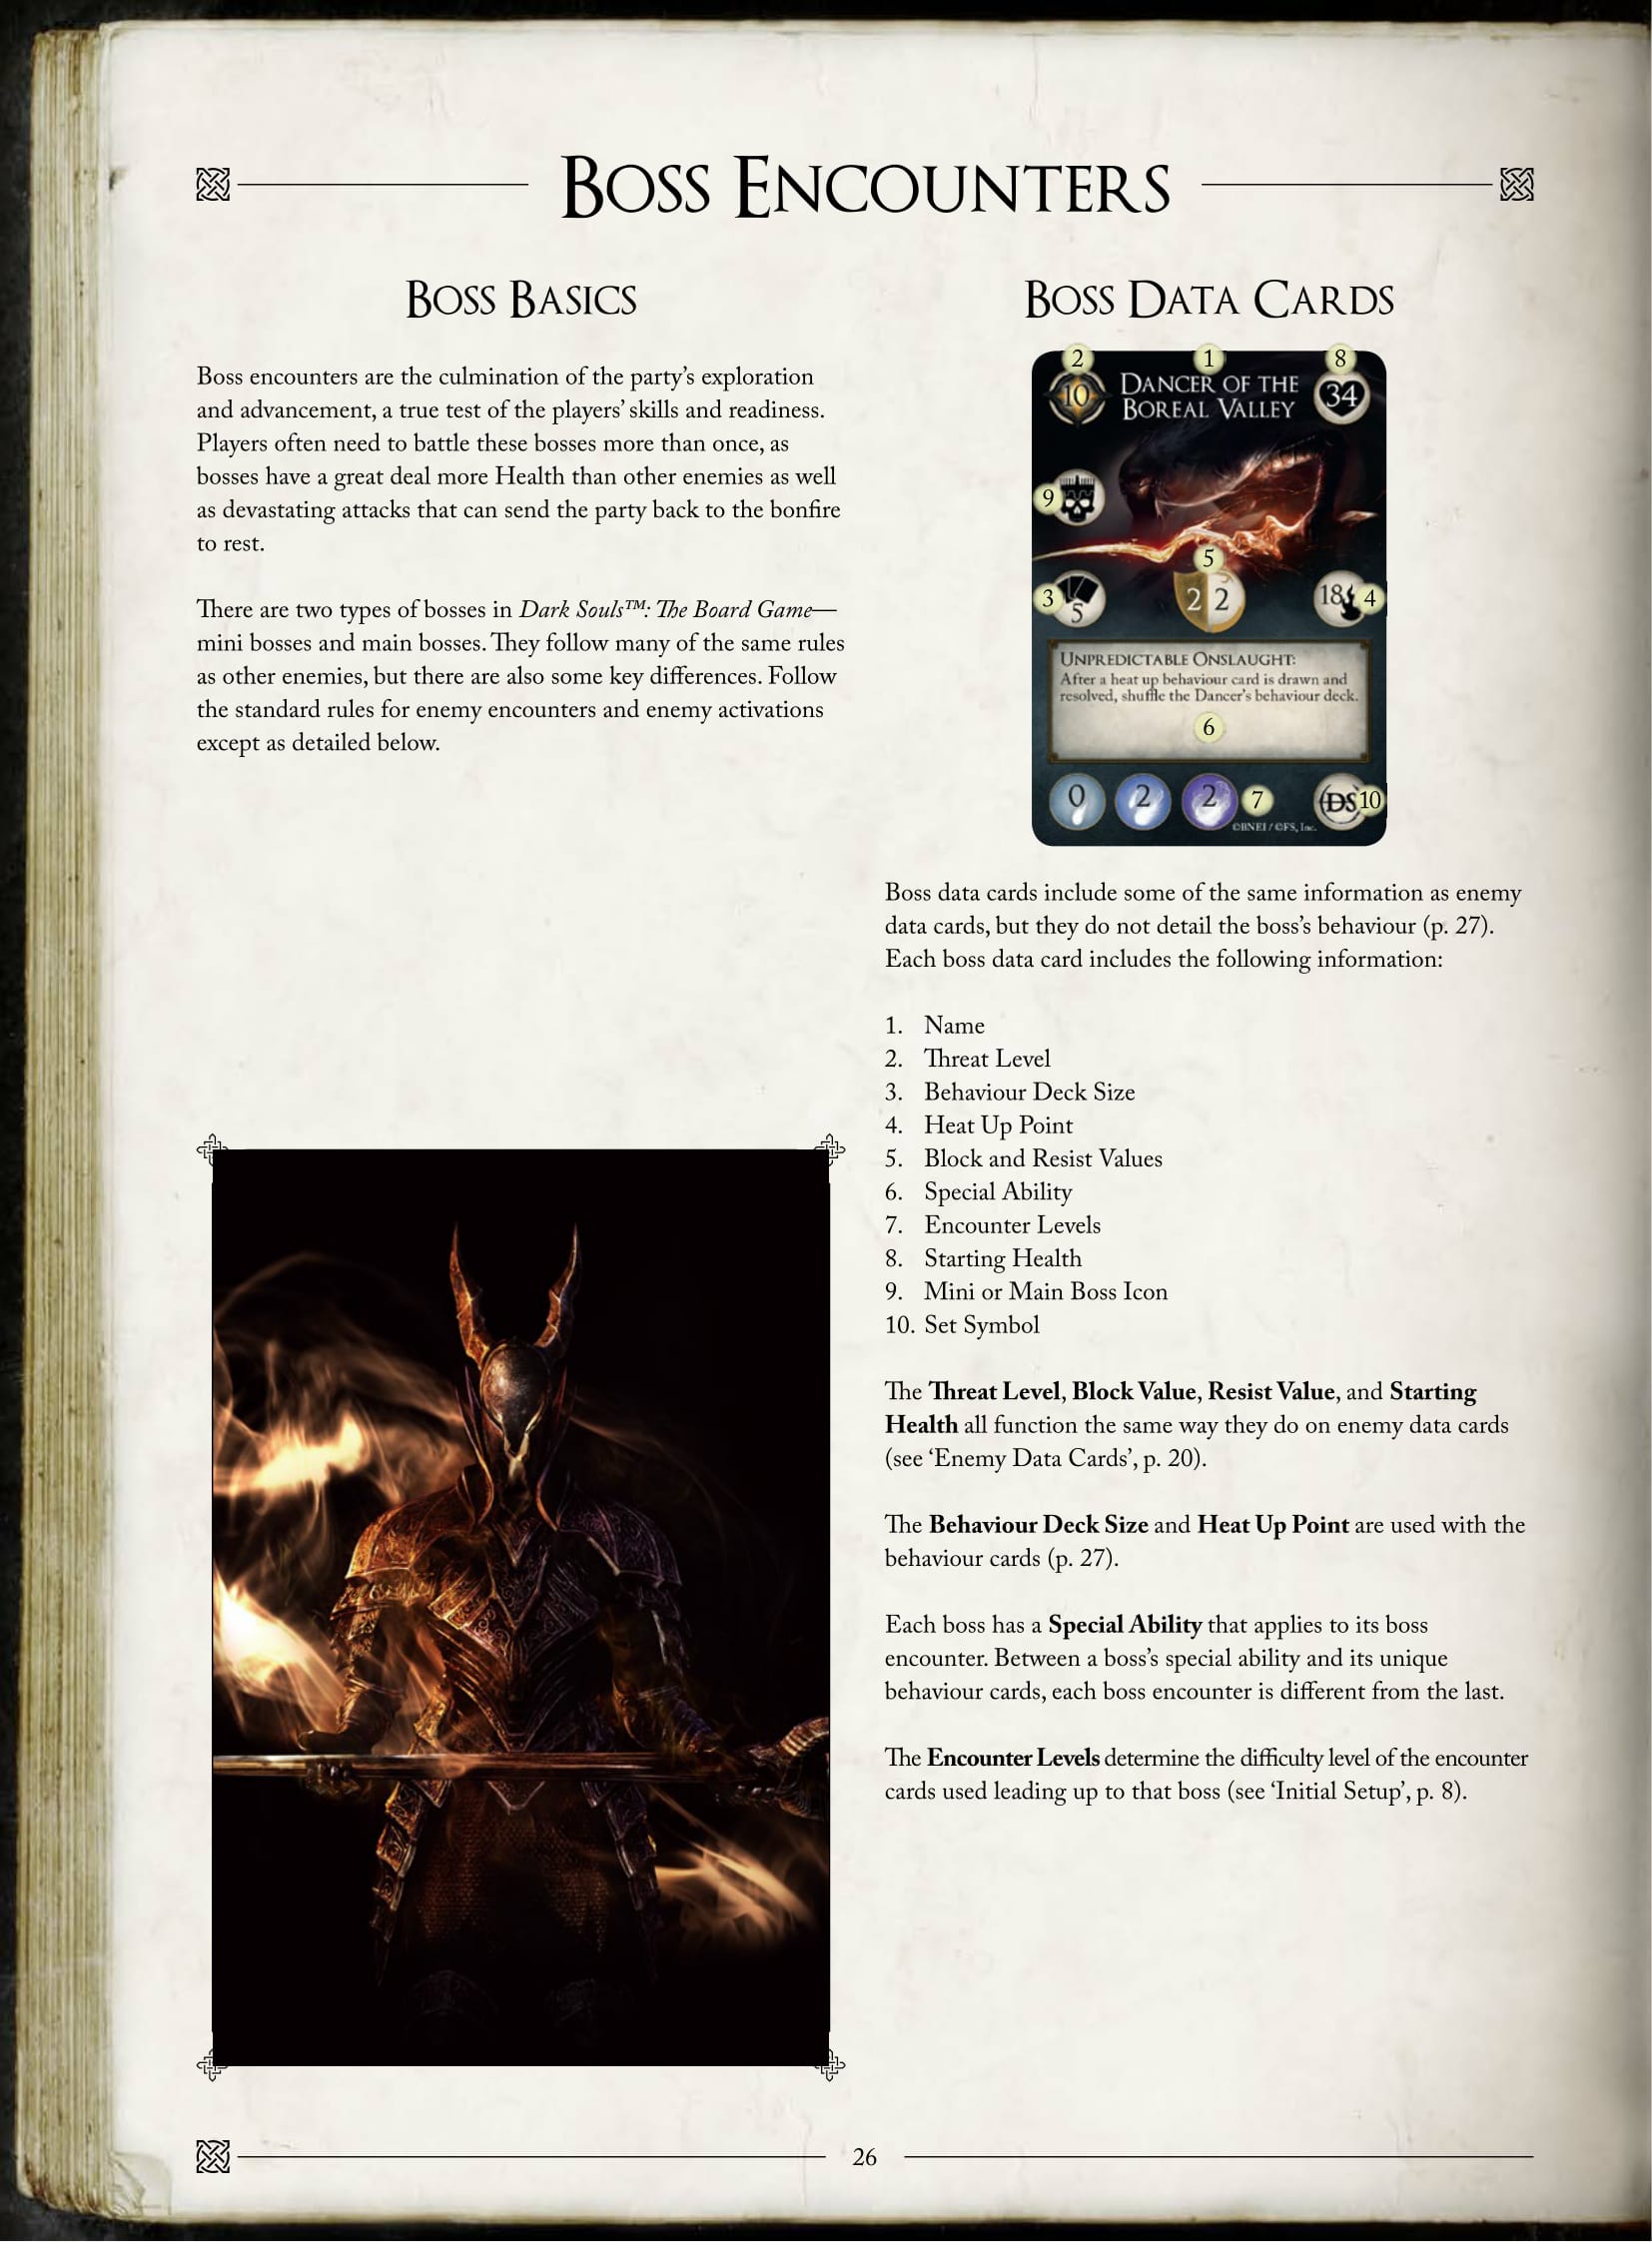 Boss Encounters
Boss Basics
Boss encounters are the culmination of the party’s exploration
and advancement, a true test of the players’ skills and readiness.
Players often need to battle these bosses more than once, as
bosses have a great deal more Health than other enemies as well
as devastating attacks that can send the party back to the bonfire
to rest.
There are two types of bosses in Dark Souls™: The Board Game—
mini bosses and main bosses. They follow many of the same rules
as other enemies, but there are also some key differences. Follow
the standard rules for enemy encounters and enemy activations
except as detailed below.
Boss Data Cards
2 1 8
10 Dancer of the 34
Boreal Valley
9
5
3 5 2 2 18 4
Unpredictable Onslaught:
After a heat up behaviour card is drawn and
resolved, shuffle the Dancer's behaviour deck.
6
0 2 2 7 DS 10
©BNEI / ©FS, Inc.
Boss data cards include some of the same information as enemy
data cards, but they do not detail the boss’s behaviour (p. 27).
Each boss data card includes the following information:
1. Name
2. Threat Level
3. Behaviour Deck Size
4. Heat Up Point
5. Block and Resist Values
6. Special Ability
7. Encounter Levels
8. Starting Health
9. Mini or Main Boss Icon
10. Set Symbol
The Threat Level, Block Value, Resist Value, and Starting
Health all function the same way they do on enemy data cards
(see ‘Enemy Data Cards’, p. 20).
The Behaviour Deck Size and Heat Up Point are used with the
behaviour cards (p. 27).
Each boss has a Special Ability that applies to its boss
encounter. Between a boss’s special ability and its unique
behaviour cards, each boss encounter is different from the last.
The Encounter Levels determine the difficulty level of the encounter
cards used leading up to that boss (see ‘Initial Setup’, p. 8).
26